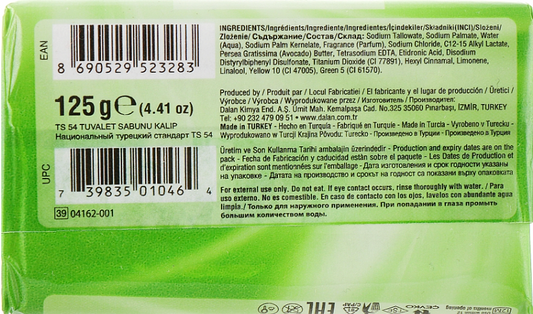 EAN
8 690529 523283
125 g℮ (4.41 oz)
TS 54 TUVALET SABUNU KALIP
Национальный турецкий стандарт TS 54
UPC
7 39835 01046 4
39 04162-001
INGREDIENTS/Ingrédients/Ingrediente/Ingredientes/İçindekiler/Skladniki(INCI)/Složení/
Zloženie/ Съдържание/Состав/Склад: Sodium Tallowate, Sodium Palmate, Water
(Aqua), Sodium Palm Kernelate, Fragrance (Parfum), Sodium Chloride, C12-15 Alkyl Lactate,
Persea Gratissima (Avocado) Butter, Tetrasodium EDTA, Etidronic Acid, Disodium
Distyrylbiphenyl Disulfonate, Titanium Dioxide (CI 77891), Hexyl Cinnamal, Limonene,
Linalool, Yellow 10 (CI 47005), Green 5 (CI 61570).
Produced by / Produit par / Locul Fabricatiei / El fabricante y el lugar de producción / Üretici /
Výrobce / Výrobca / Wyprodukowane przez / Изготовитель / Произведено:
Dalan Kimya End. A.Ş. Ümit Mah. Kemalpaşa Cad. No.325 35060 Pınarbaşı, İZMİR, TURKEY
Tel: +90 232 479 09 51 • www.dalan.com.tr
Made in TURKEY - Hecho en Turquía - Fabricat în Turcia - Made in Turkey - Vyrobeno v Turecku -
Wyprodukowano w Turcji Krajina Pôvodu: Turecko - Произведено в Турции - Произведено в Турция
Üretim ve Son Kullanma Tarihi ambalajın üzerindedir - Production and expiry dates are on the
pack - Fecha de Fabricación y caducidad están sobre el paquete - Les Dates de Production et
d'expiration sont mentionnées sur l'emballage - Дата изготовления и срок годности указаны
на упаковке - Датата на производство и срокът на годност са показани върху опаковката
For external use only. Do not eat. If eye contact occurs, rinse thoroughly with water. / Para
uso externo. No es comestible. En caso de contacto con los ojos, lavelos con abundante agua
limpia. / Только для наружного применения. При попадании в глаза промыть
большим количеством воды.
EAC
C/PAP
CEVKO